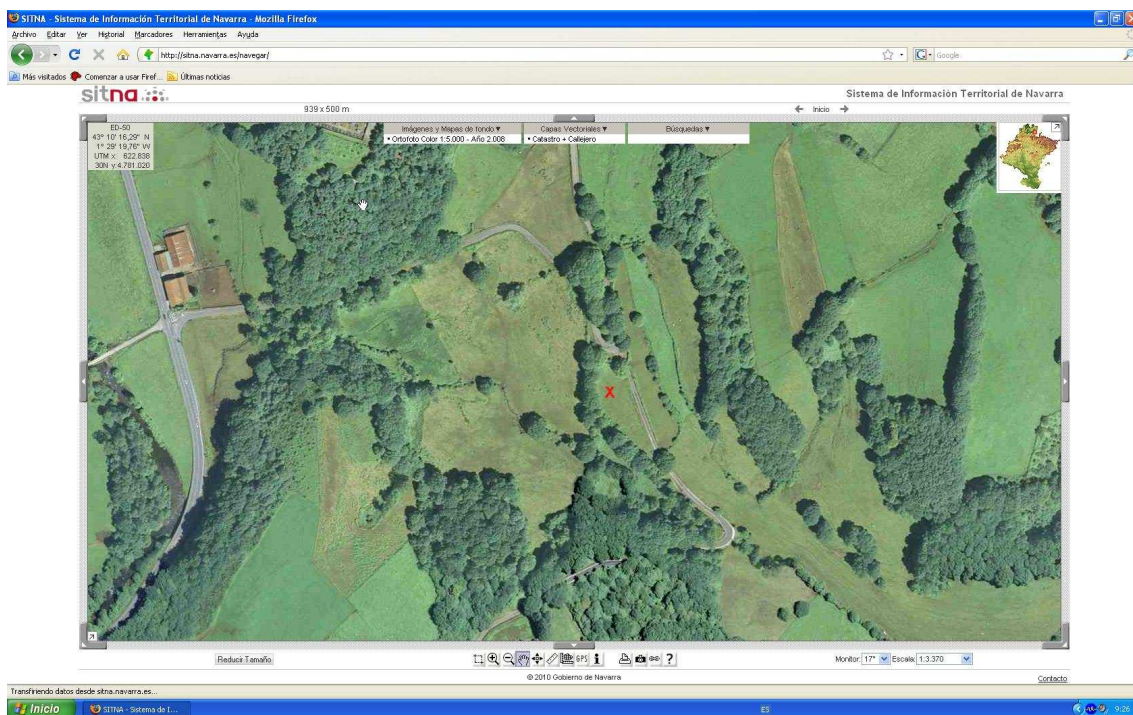 SITNA - Sistema de Información Territorial de Navarra - Mozilla Firefox
Archivo Editar Ver Historial Marcadores Herramientas Ayuda
http://sitna.navarra.es/navegar/
Google
Más visitados Comenzar a usar Firef... Últimas noticias
sitna
Sistema de Información Territorial de Navarra
939 x 500 m
Inicio
ED-50
43° 10' 16,29" N
1° 29' 19,76" W
UTM x: 622.838
30N y:4.781.020
Imágenes y Mapas de fondo ▼
Capas Vectoriales ▼
Búsquedas ▼
• Ortofoto Color 1:5.000 - Año 2.008
• Catastro + Callejero
X
Reducir Tamaño
GPS
i
?
Monitor: 17"
Escala: 1:3.370
© 2010 Gobierno de Navarra
Contacto
Transfiriendo datos desde sitna.navarra.es...
Inicio
SITNA - Sistema de I...
ES
9:26